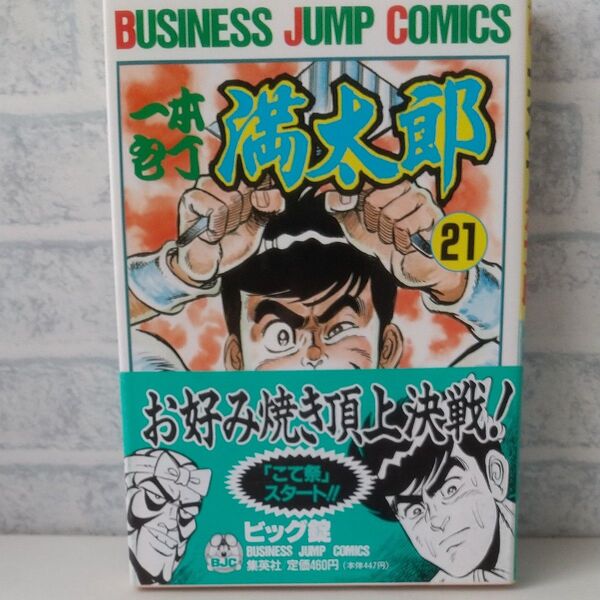 BUSINESS JUMP COMICS
一本包丁
満太郎
21
お好み焼き頂上決戦!
「こて祭」
スタート!!
ビッグ錠
BJC
BUSINESS JUMP COMICS
集英社 定価460円(本体447円)